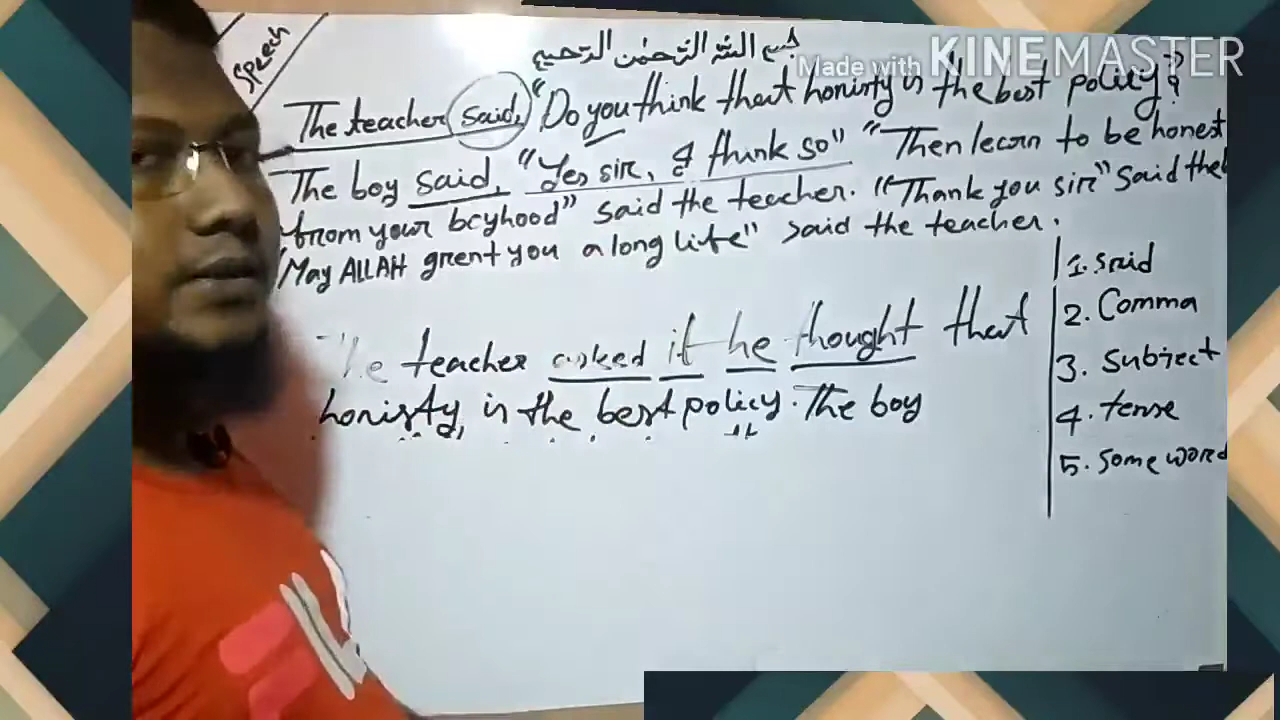 Speech
بسم الله الرحمن الرحيم
Made with KINEMASTER
The teacher said, "Do you think that honisty is the best policy?
The boy said, "Yes sir, I think so" "Then learn to be honest
from your boyhood" said the teacher. "Thank you sir" said the
"May ALLAH grent you a long life" said the teacher.
The teacher asked if he thought that
honisty, is the best policy. The boy
1. said
2. Comma
3. Subject
4. tense
5. Some word